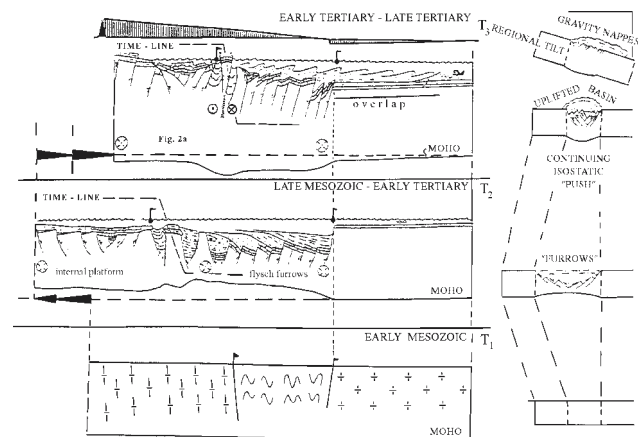 EARLY TERTIARY - LATE TERTIARY
T3
TIME - LINE
Fig. 2a
overlap
MOHO
LATE MESOZOIC - EARLY TERTIARY
T2
TIME - LINE
internal platform
flysch furrows
MOHO
EARLY MESOZOIC
T1
MOHO
GRAVITY NAPPES
REGIONAL TILT
UPLIFTED BASIN
CONTINUING
ISOSTATIC
"PUSH"
"FURROWS"